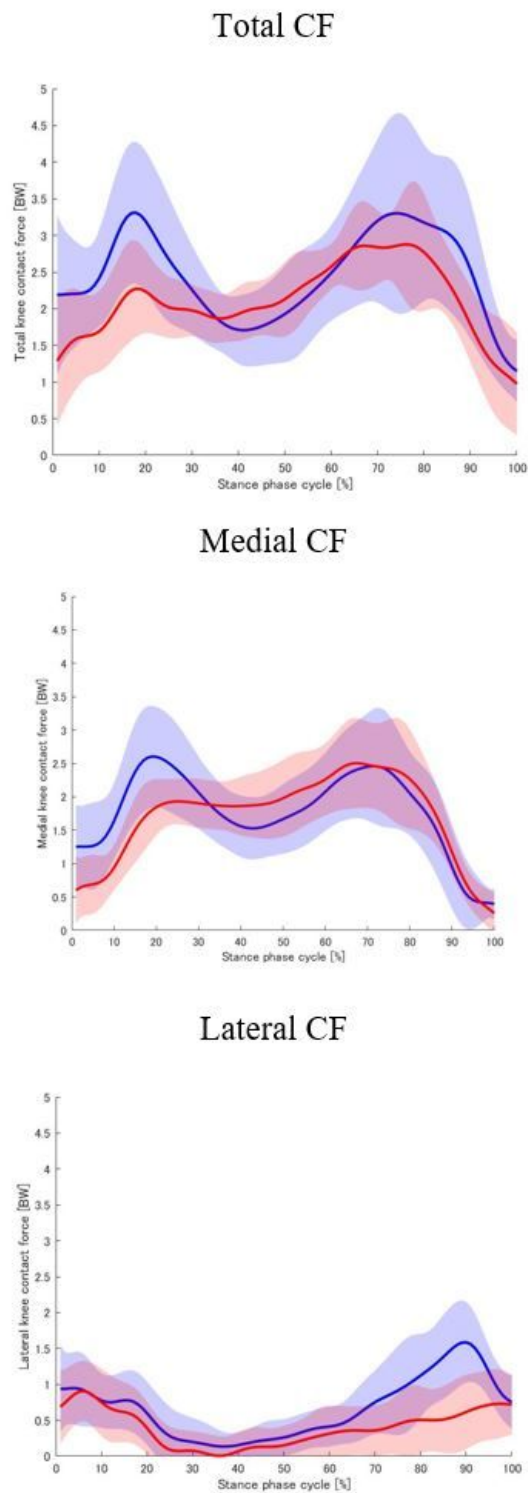 Total CF
5
4.5
4
3.5
3
2.5
2
1.5
1
0.5
0
Total knee contact force [BW]
0 10 20 30 40 50 60 70 80 90 100
Stance phase cycle [%]
Medial CF
5
4.5
4
3.5
3
2.5
2
1.5
1
0.5
0
Medial knee contact force [BW]
0 10 20 30 40 50 60 70 80 90 100
Stance phase cycle [%]
Lateral CF
5
4.5
4
3.5
3
2.5
2
1.5
1
0.5
0
Lateral knee contact force [BW]
0 10 20 30 40 50 60 70 80 90 100
Stance phase cycle [%]